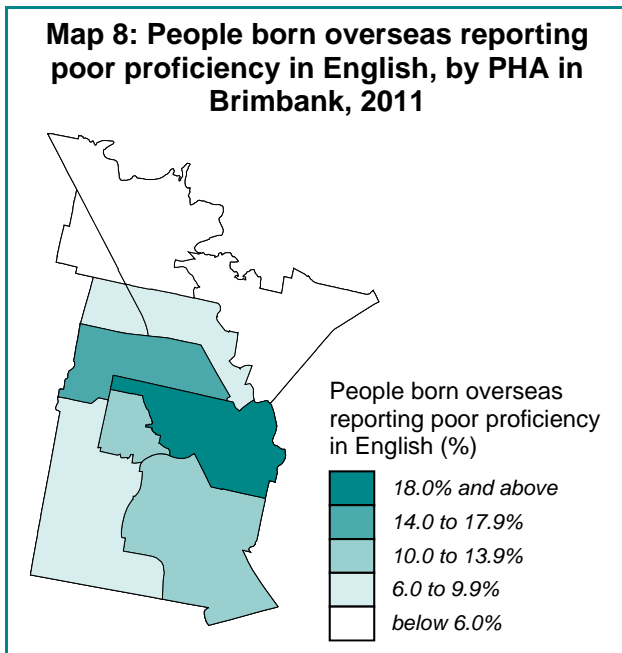 Map 8: People born overseas reporting
poor proficiency in English, by PHA in
Brimbank, 2011
People born overseas
reporting poor proficiency
in English (%)
18.0% and above
14.0 to 17.9%
10.0 to 13.9%
6.0 to 9.9%
below 6.0%